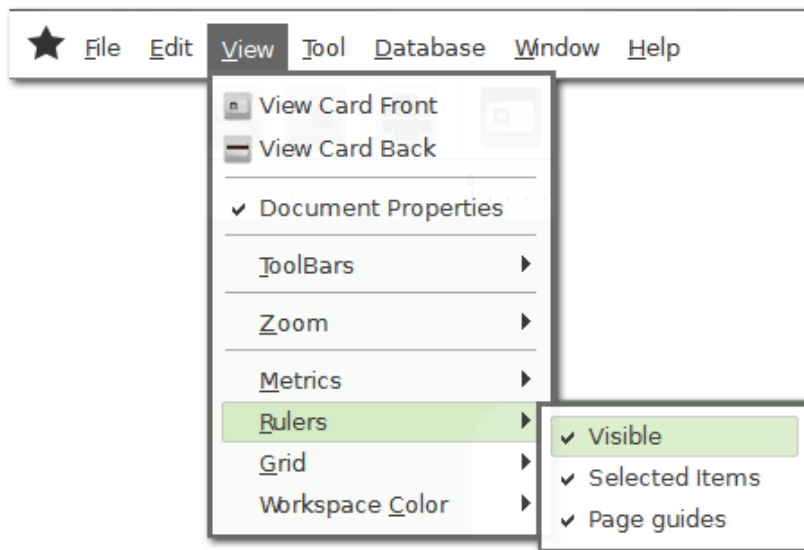 File Edit View Tool Database Window Help
View Card Front
View Card Back
Document Properties
ToolBars
Zoom
Metrics
Rulers
Grid
Workspace Color
Visible
Selected Items
Page guides